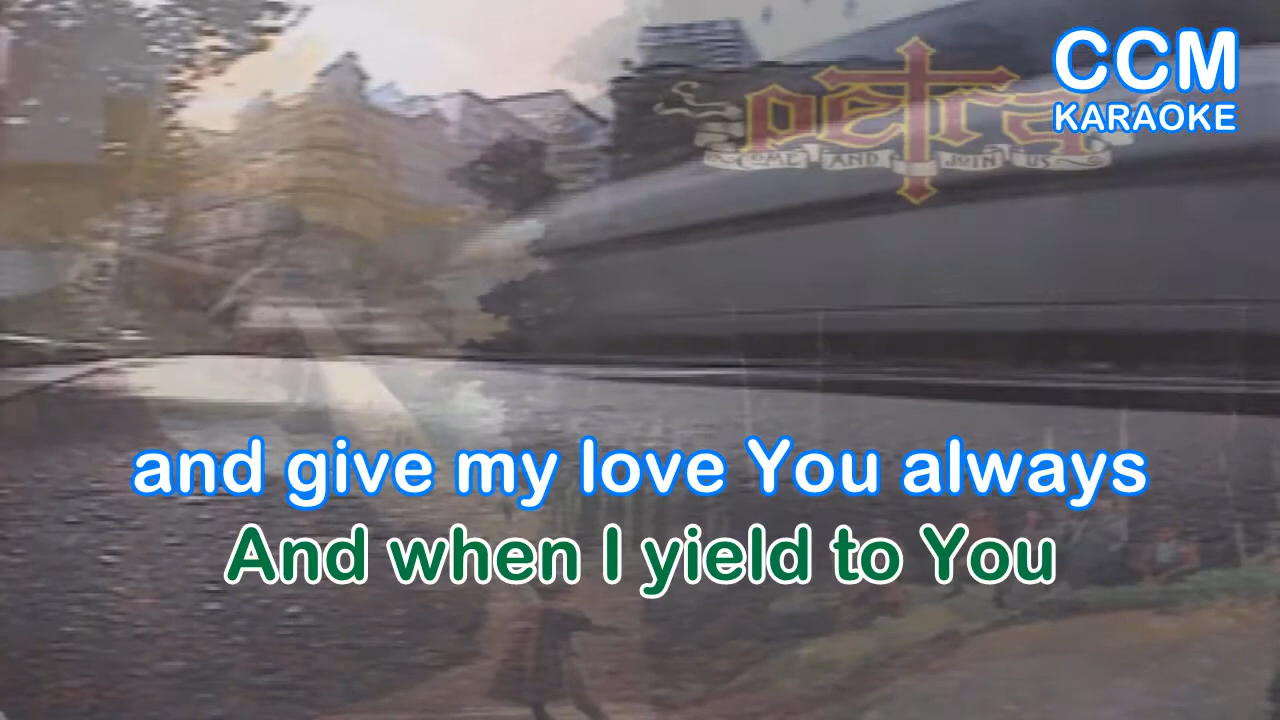 CCM
KARAOKE
petra
COME AND JOIN US
and give my love You always
And when I yield to You